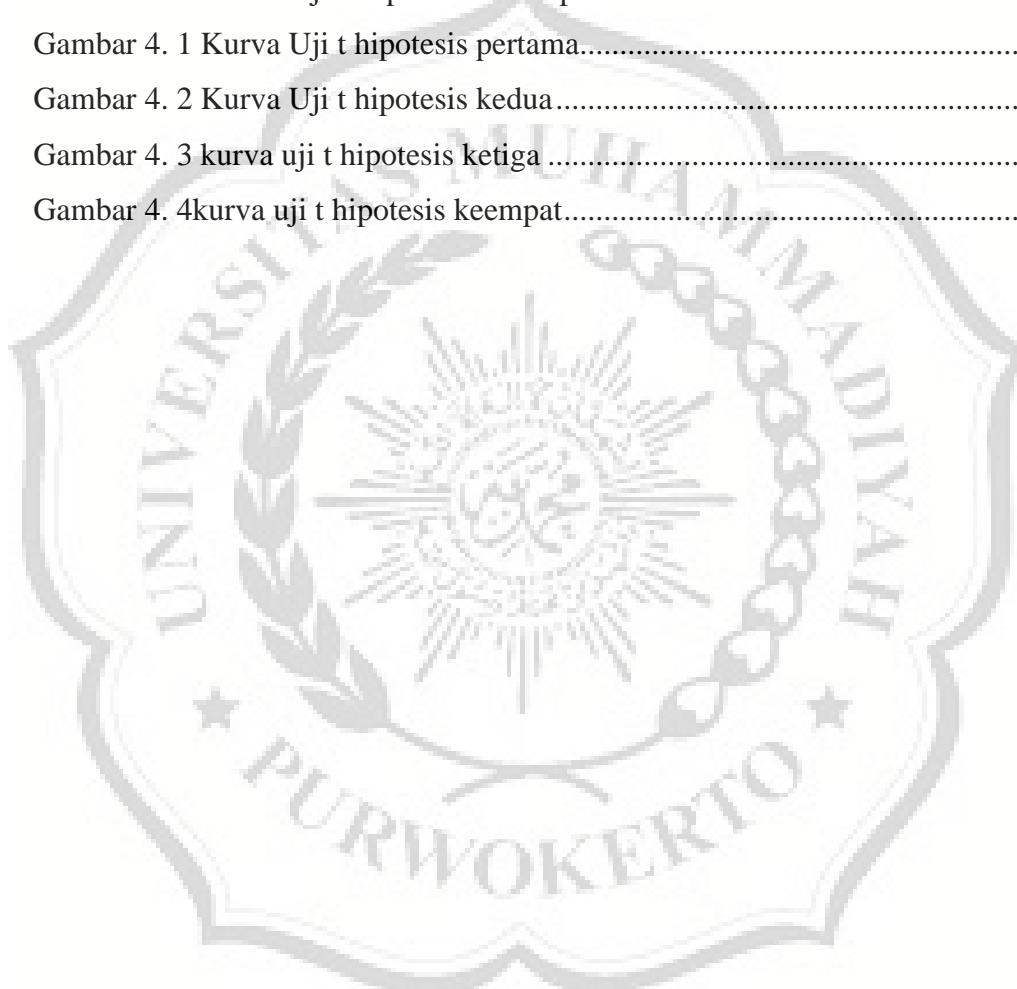 Gambar 4. 1 Kurva Uji t hipotesis pertama
Gambar 4. 2 Kurva Uji t hipotesis kedua
Gambar 4. 3 kurva uji t hipotesis ketiga
Gambar 4. 4kurva uji t hipotesis keempat
UNIVERSITAS MUHAMMADIYAH
PURWOKERTO